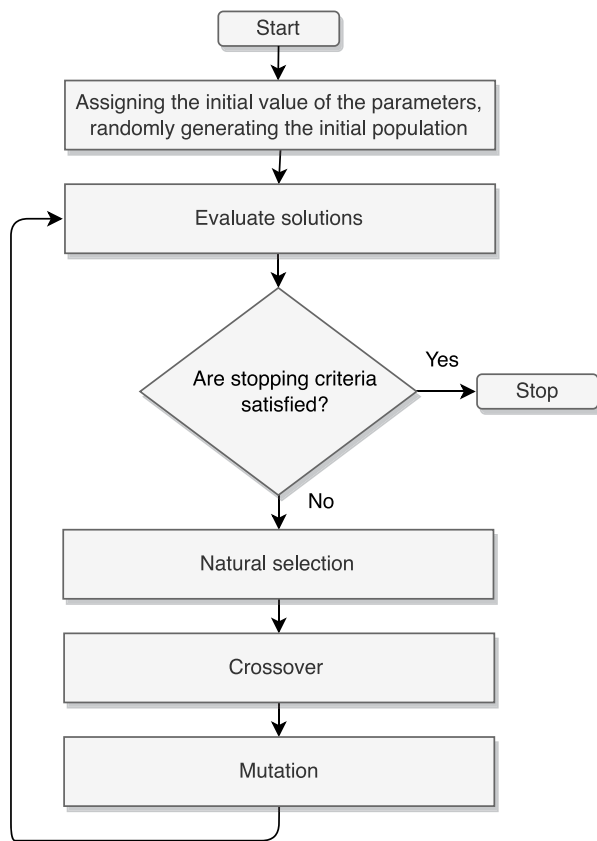 Start
Assigning the initial value of the parameters,
randomly generating the initial population
Evaluate solutions
Are stopping criteria
satisfied?
Yes
Stop
No
Natural selection
Crossover
Mutation